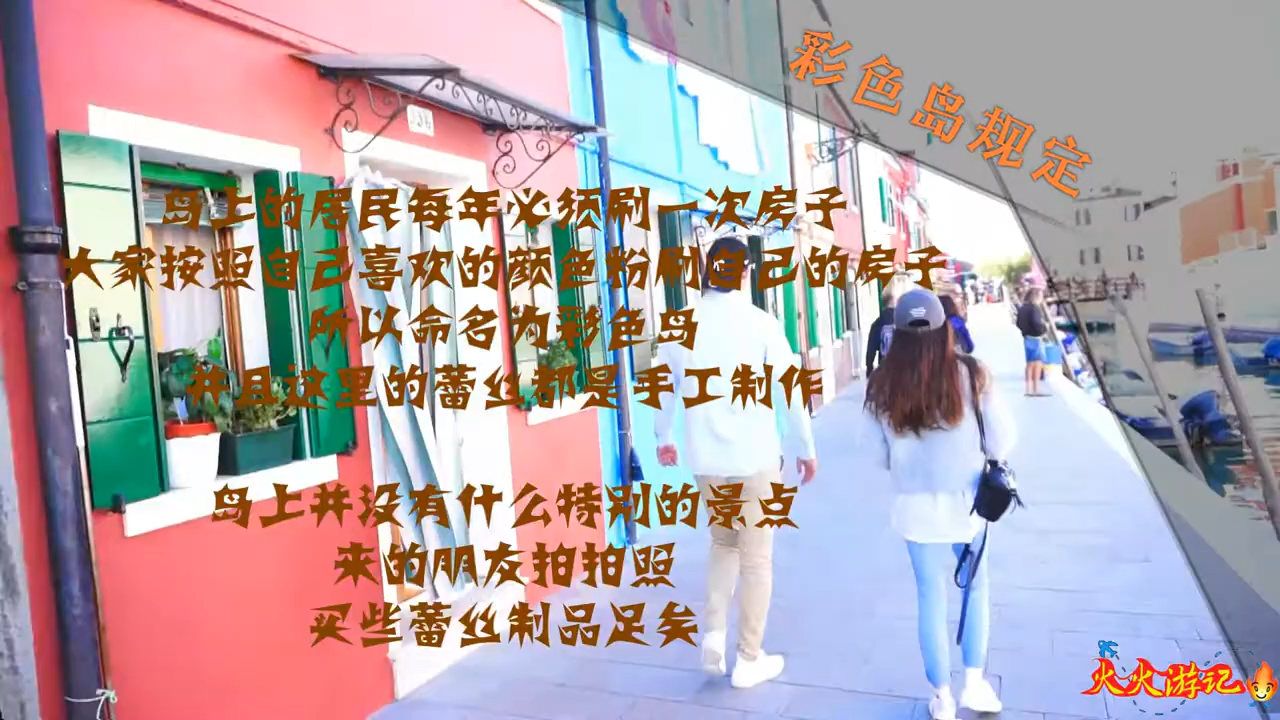 彩色岛规定
岛上的居民每年必须刷一次房子
大家按照自己喜欢的颜色粉刷自己的房子
所以命名为彩色岛
并且这里的蕾丝都是手工制作
岛上并没有什么特别的景点
来的朋友拍拍照
买些蕾丝制品足矣
火火游记